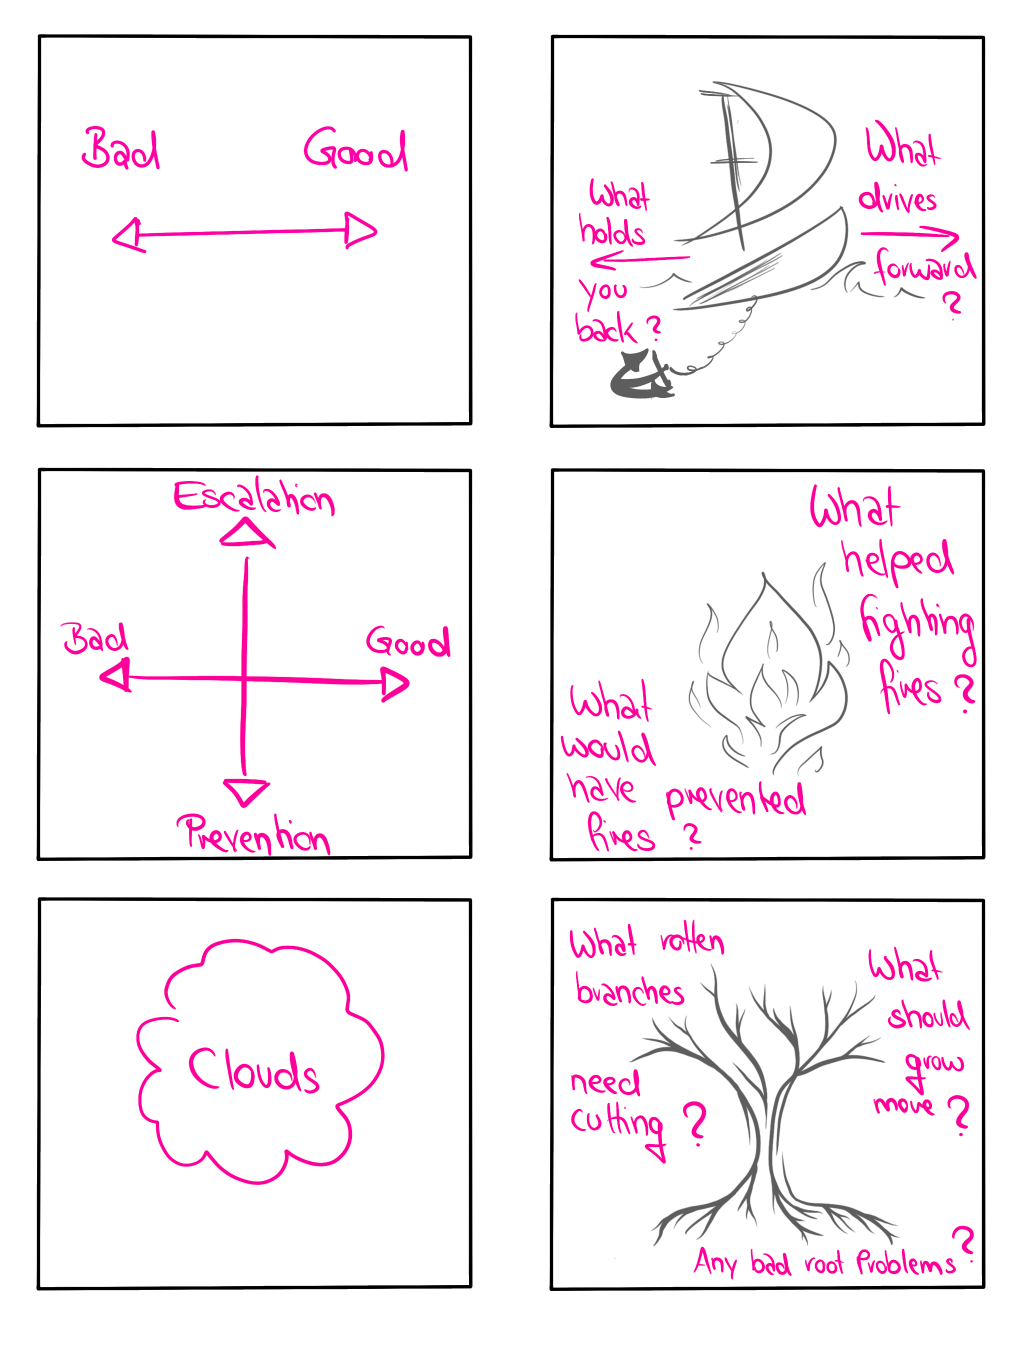 Bad
Good
What
holds
you
back?
What
drives
forward
?
Escalation
Bad
Good
Prevention
What
helped
fighting
fires?
What
would
have prevented
fires ?
Clouds
What rotten
branches
need
cutting ?
What
should
grow
move ?
Any bad root Problems ?